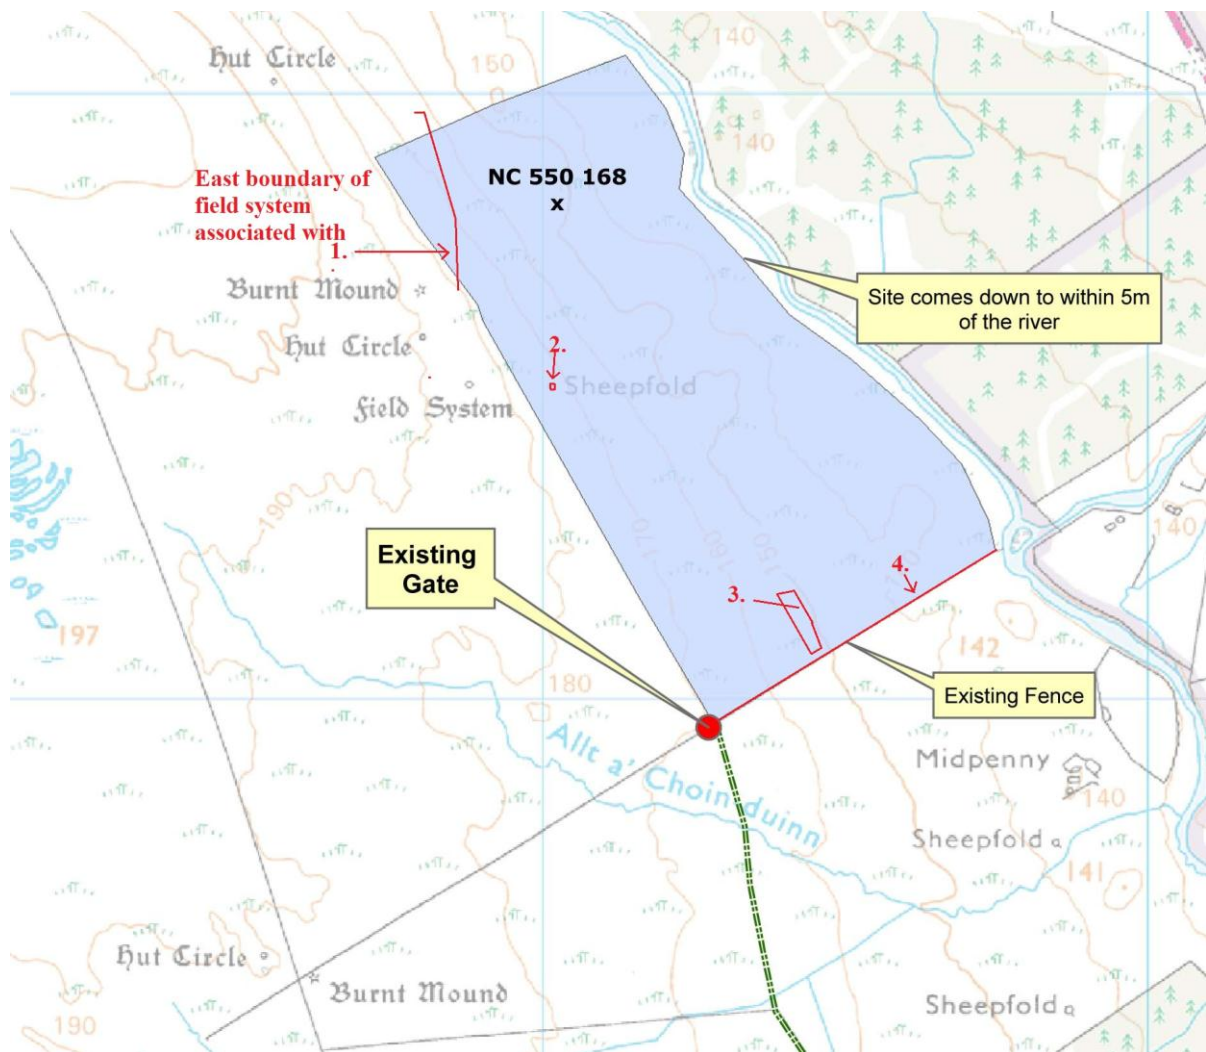 Hut Circle
150
140
140
140
East boundary of
field system
associated with
1.
NC 550 168
x
Site comes down to within 5m
of the river
Burnt Mound
Hut Circle
2.
Sheepfold
Field System
190
140
Existing
Gate
170
160
150
4.
3.
197
142
180
Existing Fence
Allt a' Choin duinn
Midpenny
140
Sheepfold
141
Hut Circle
Burnt Mound
190
Sheepfold